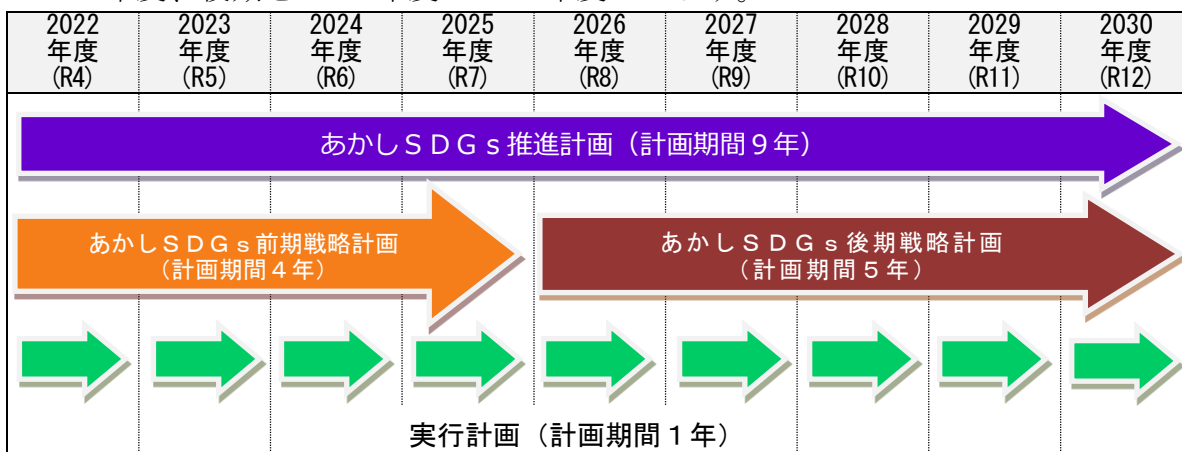 2022 2023 2024 2025 2026 2027 2028 2029 2030
年度 年度 年度 年度 年度 年度 年度 年度 年度
(R4) (R5) (R6) (R7) (R8) (R9) (R10) (R11) (R12)
あかしＳＤＧｓ推進計画（計画期間９年）
あかしＳＤＧｓ前期戦略計画
（計画期間４年）
あかしＳＤＧｓ後期戦略計画
（計画期間５年）
実行計画（計画期間１年）